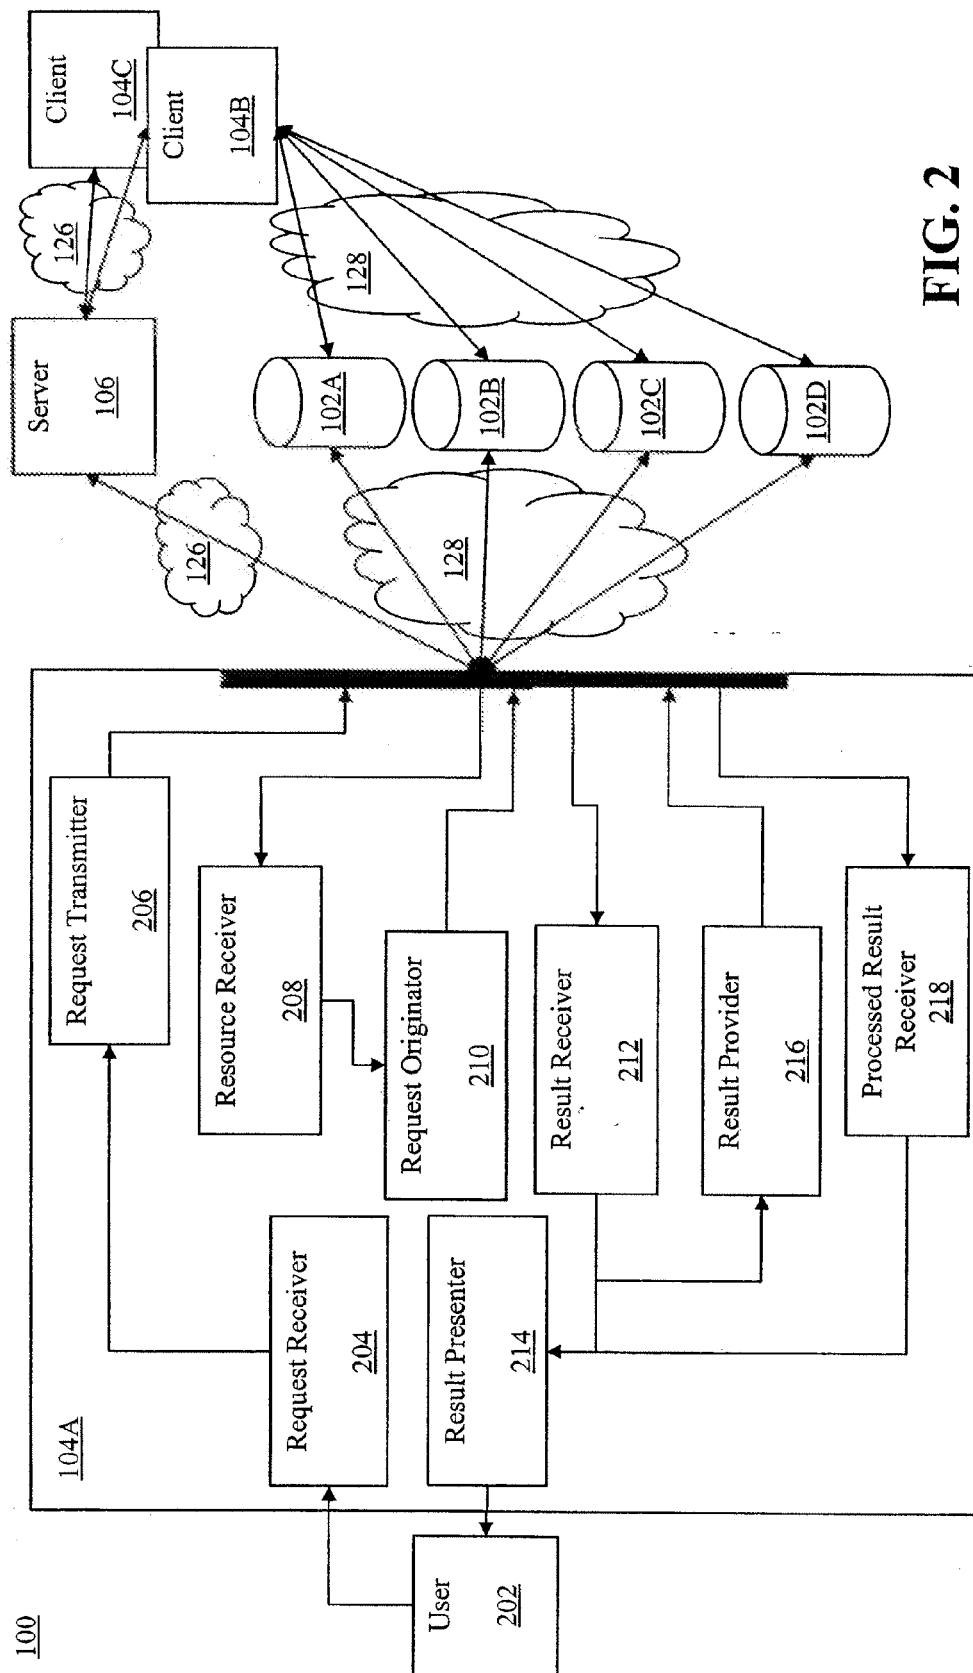 100
104A
User
202
Request Receiver
204
Result Presenter
214
Request Transmitter
206
Resource Receiver
208
Request Originator
210
Result Receiver
212
Result Provider
216
Processed Result
Receiver
218
126
128
Server
106
102A
102B
102C
102D
126
128
Client
104C
Client
104B
FIG. 2